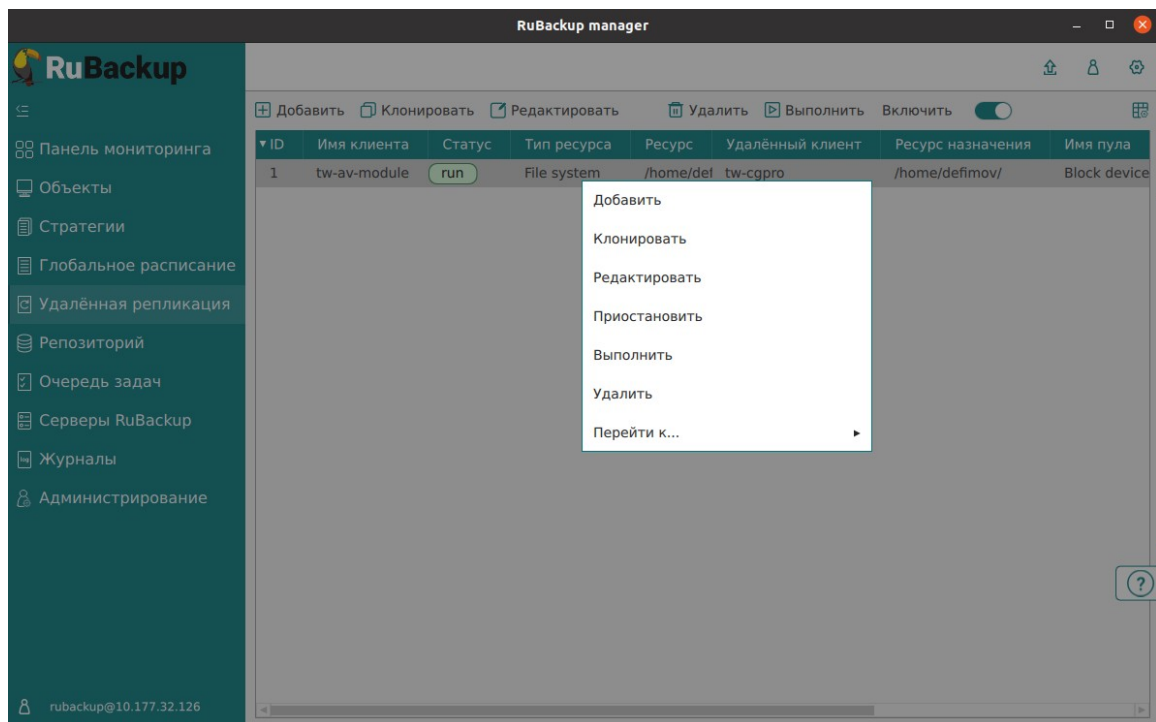 RuBackup manager
RuBackup
Добавить Клонировать Редактировать Удалить Выполнить Включить
Панель мониторинга
Объекты
Стратегии
Глобальное расписание
Удалённая репликация
Репозиторий
Очередь задач
Серверы RuBackup
Журналы
Администрирование
rubackup@10.177.32.126
ID Имя клиента Статус Тип ресурса Ресурс Удалённый клиент Ресурс назначения Имя пула
1 tw-av-module run File system /home/def tw-cgpro /home/defimov/ Block device
Добавить
Клонировать
Редактировать
Приостановить
Выполнить
Удалить
Перейти к...
?